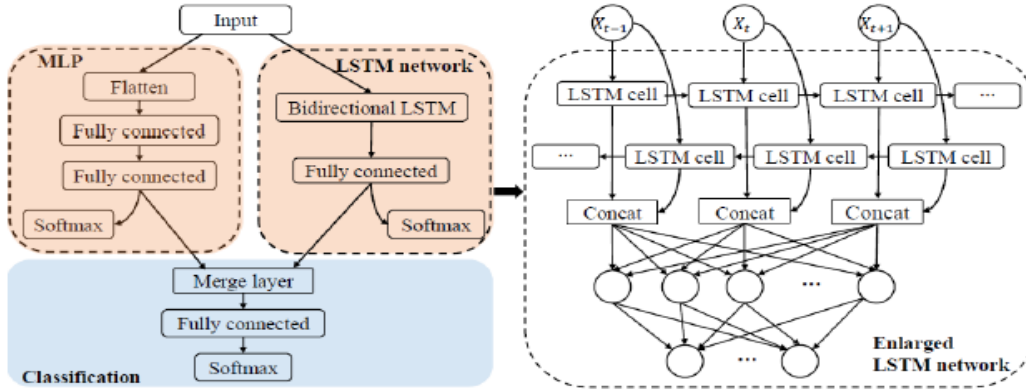 Input
MLP
Flatten
Fully connected
Fully connected
Softmax
LSTM network
Bidirectional LSTM
Fully connected
Softmax
Merge layer
Fully connected
Softmax
Classification
X_{t-1} X_t X_{t+1}
LSTM cell LSTM cell LSTM cell ...
... LSTM cell LSTM cell LSTM cell
Concat Concat Concat
...
...
Enlarged
LSTM network